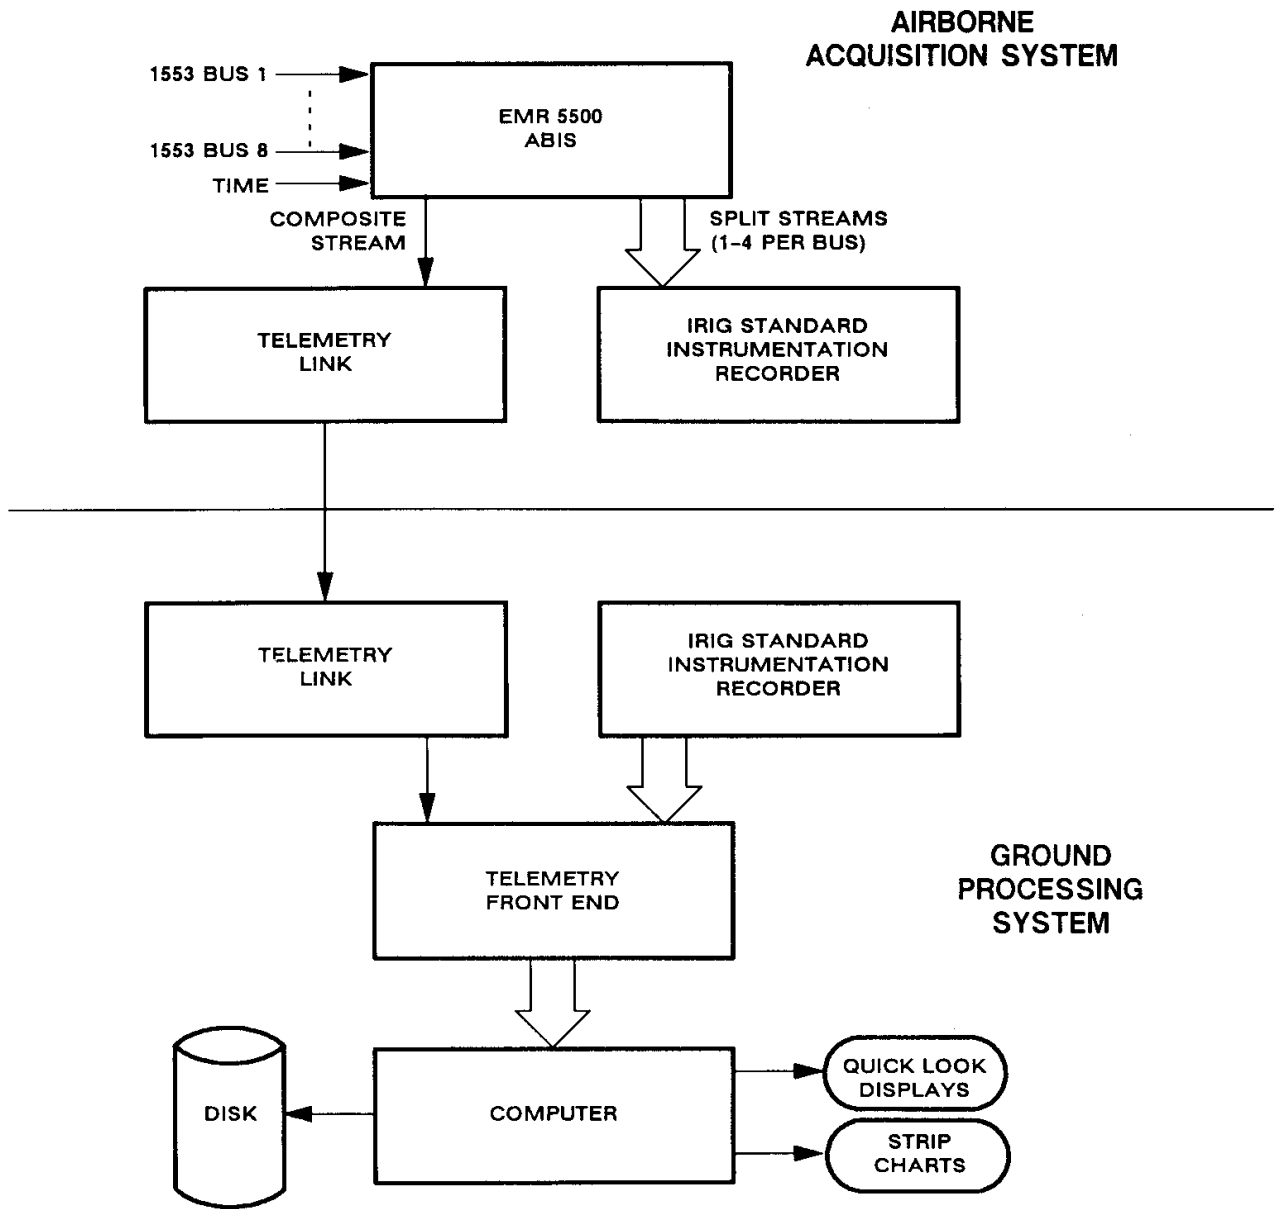 AIRBORNE
ACQUISITION SYSTEM
1553 BUS 1
1553 BUS 8
TIME
EMR 5500
ABIS
COMPOSITE
STREAM
SPLIT STREAMS
(1-4 PER BUS)
TELEMETRY
LINK
IRIG STANDARD
INSTRUMENTATION
RECORDER
TELEMETRY
LINK
IRIG STANDARD
INSTRUMENTATION
RECORDER
TELEMETRY
FRONT END
GROUND
PROCESSING
SYSTEM
DISK
COMPUTER
QUICK LOOK
DISPLAYS
STRIP
CHARTS